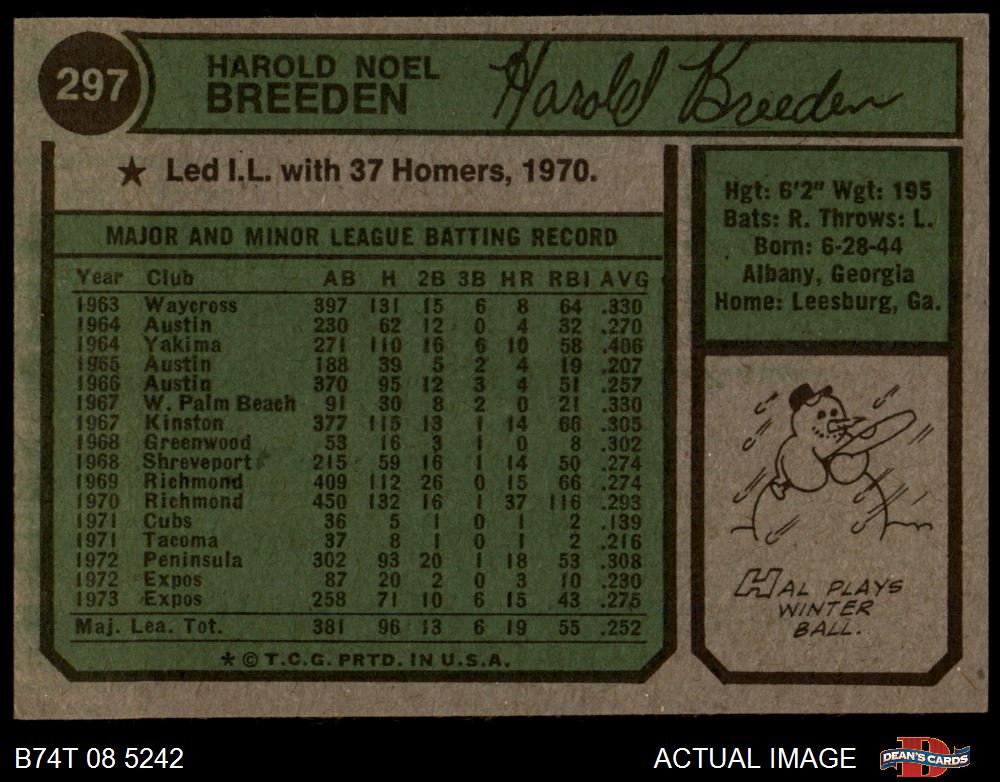 297
HAROLD NOEL
BREEDEN
Harold Breeden
★ Led I.L. with 37 Homers, 1970.
MAJOR AND MINOR LEAGUE BATTING RECORD
Year Club AB H 2B 3B HR RBI AVG
1963 Waycross 397 131 15 6 8 64 .330
1964 Austin 230 62 12 0 4 32 .270
1964 Yakima 271 110 16 6 10 58 .406
1965 Austin 188 39 5 2 4 19 .207
1966 Austin 370 95 12 3 4 51 .257
1967 W. Palm Beach 91 30 8 2 0 21 .330
1967 Kinston 377 115 13 1 14 66 .305
1968 Greenwood 53 16 3 1 0 8 .302
1968 Shreveport 215 59 16 1 14 50 .274
1969 Richmond 409 112 26 0 15 66 .274
1970 Richmond 450 132 16 1 37 116 .293
1971 Cubs 36 5 1 0 1 2 .139
1971 Tacoma 37 8 1 0 1 2 .216
1972 Peninsula 302 93 20 1 18 53 .308
1972 Expos 87 20 2 0 3 10 .230
1973 Expos 258 71 10 6 15 43 .275
Maj. Lea. Tot. 381 96 13 6 19 55 .252
* © T.C.G. PRTD. IN U.S.A.
Hgt: 6'2" Wgt: 195
Bats: R. Throws: L.
Born: 6-28-44
Albany, Georgia
Home: Leesburg, Ga.
HAL PLAYS
WINTER
BALL.
B74T 08 5242
ACTUAL IMAGE
D
DEAN'S CARDS